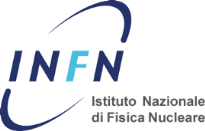 INFN
Istituto Nazionale
di Fisica Nucleare